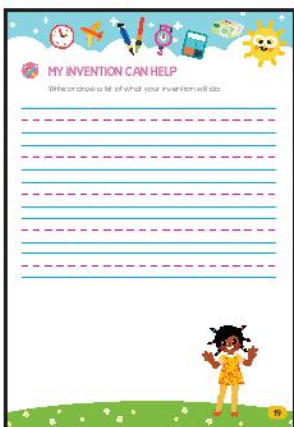 MY INVENTION CAN HELP
Write or draw a list of what your invention will do:
19